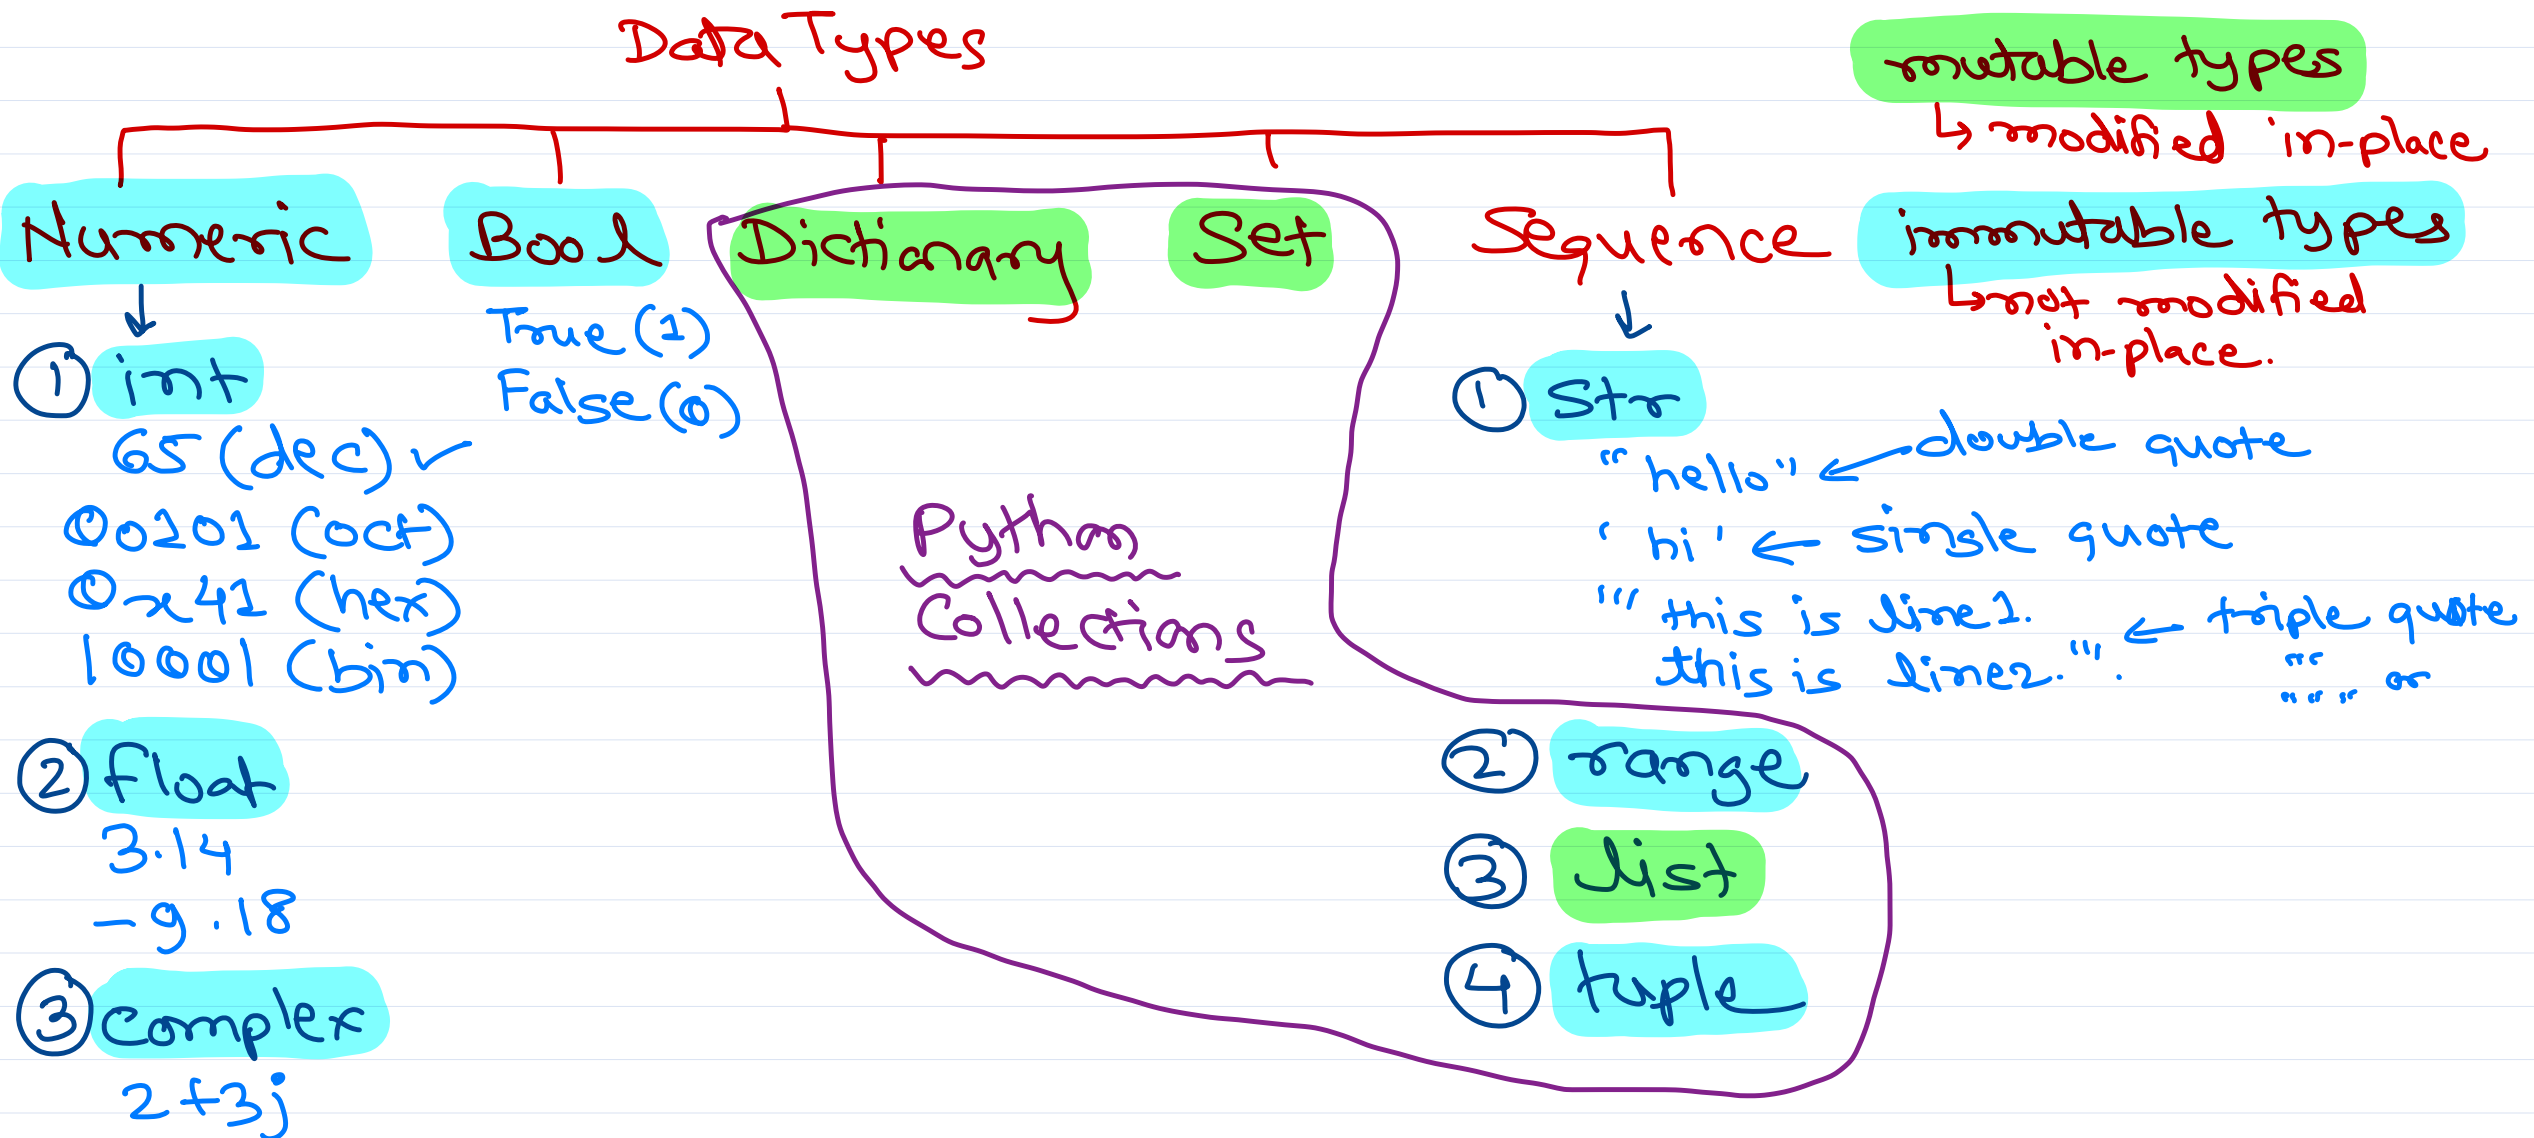 Data Types
mutable types
↳ modified in-place
immutable types
↳ not modified
in-place.
Numeric
① int
65 (dec) ✓
00101 (oct)
0x41 (hex)
10001 (bin)
② float
3.14
-9.18
③ complex
2+3j
Bool
True (1)
False (0)
Dictionary
Set
Python
Collections
Sequence
① Str
"hello" ← double quote
'hi' ← single quote
''' this is line1. ← triple quote
this is line2.'''. """ or
② range
③ list
④ tuple